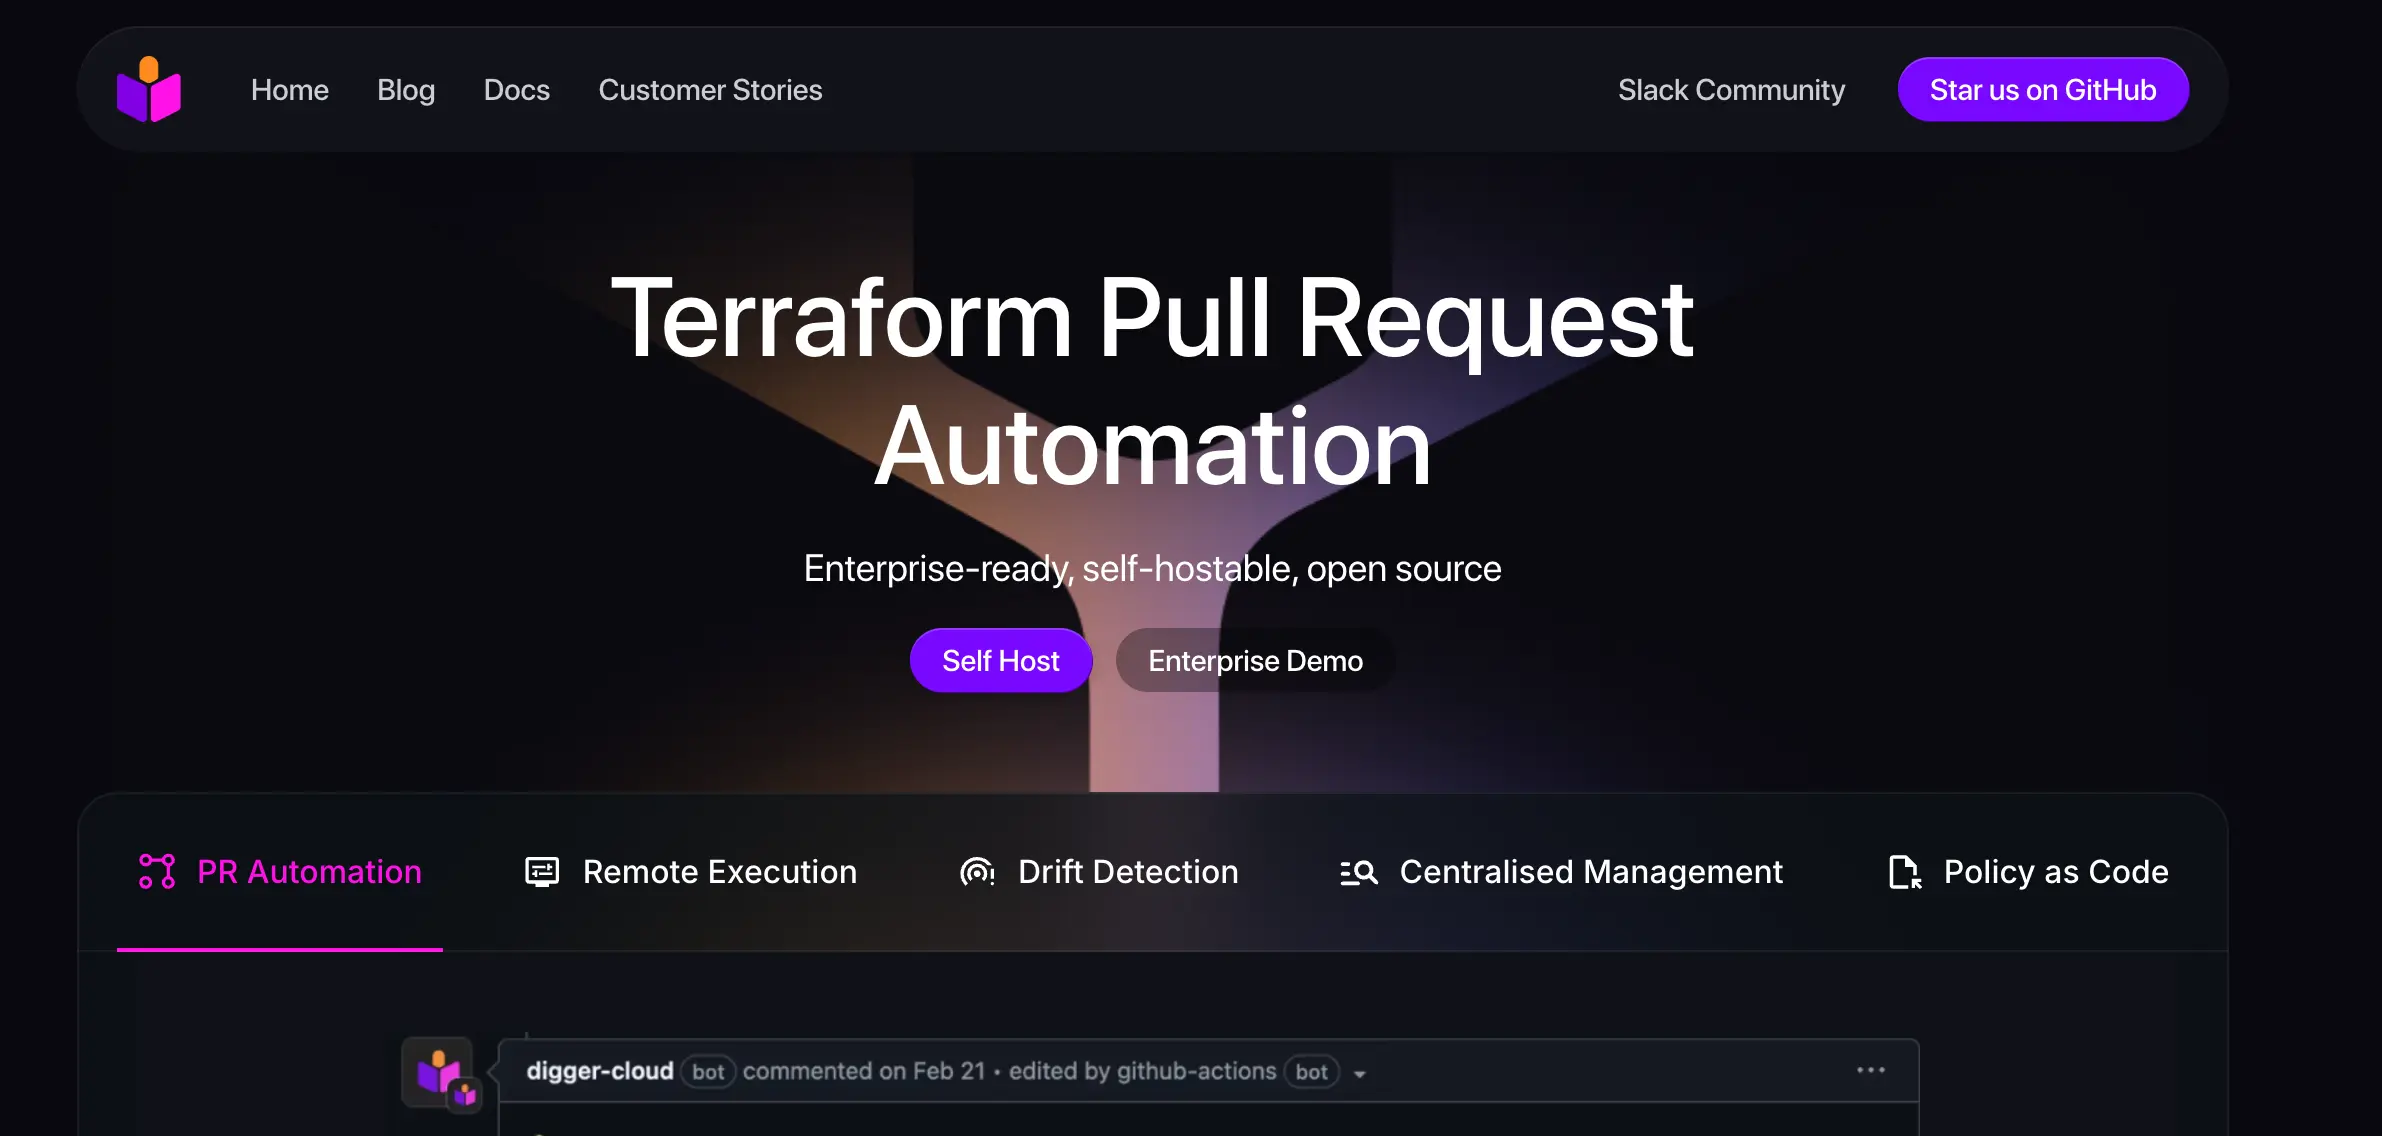 Home Blog Docs Customer Stories Slack Community Star us on GitHub
Terraform Pull Request
Automation
Enterprise-ready, self-hostable, open source
Self Host Enterprise Demo
PR Automation Remote Execution Drift Detection Centralised Management Policy as Code
digger-cloud bot commented on Feb 21 • edited by github-actions bot